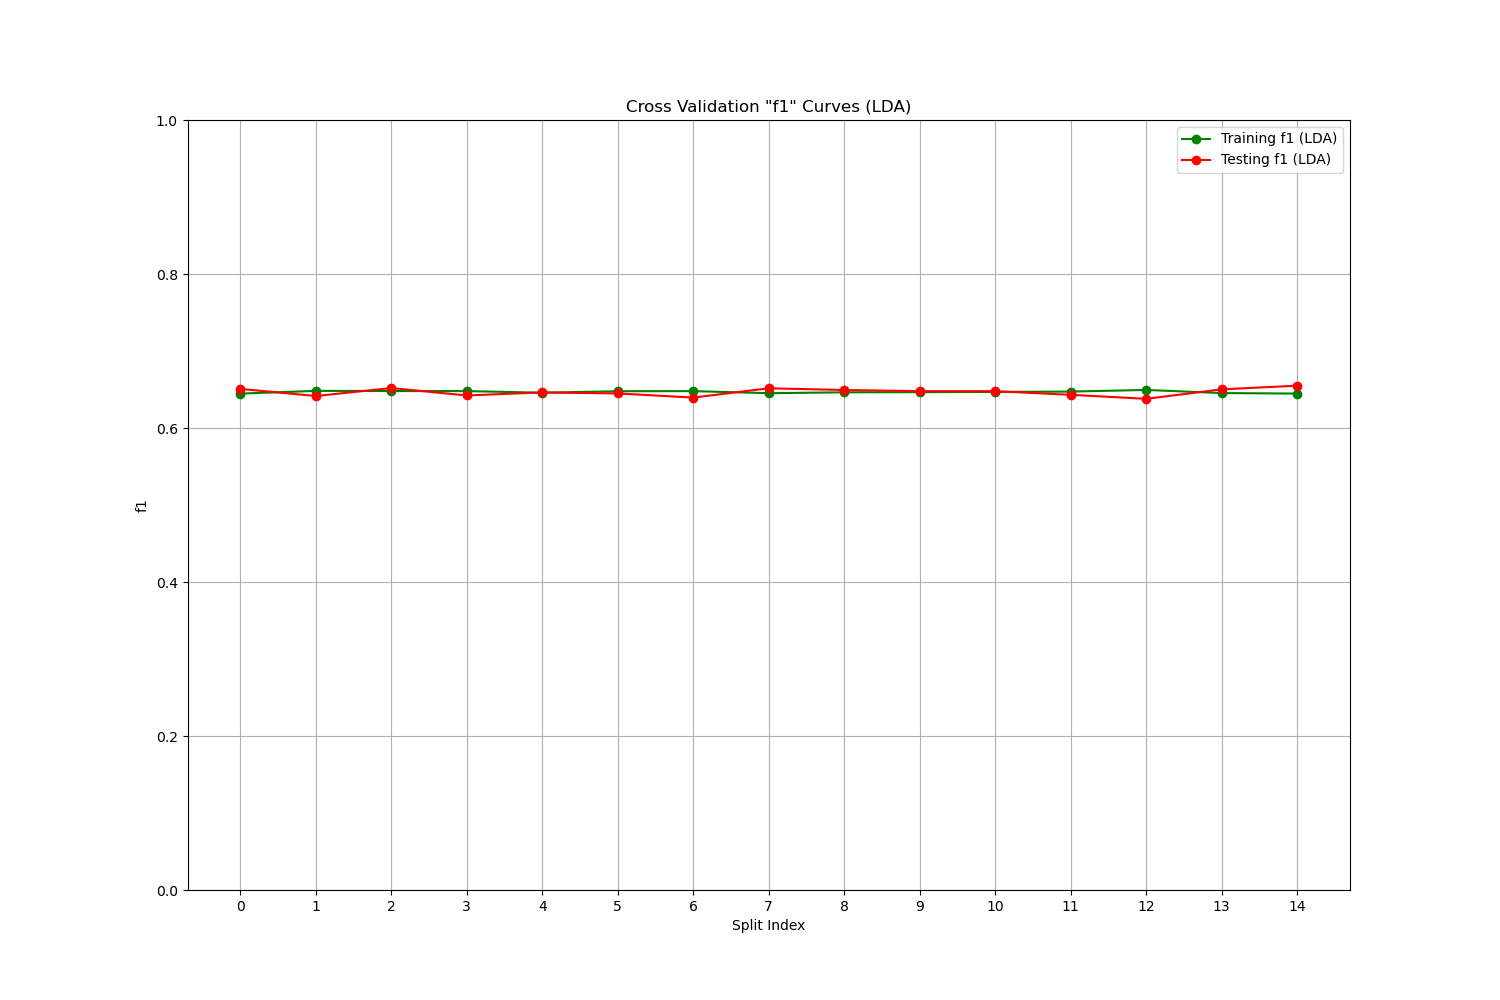 Cross Validation "f1" Curves (LDA)
Training f1 (LDA)
Testing f1 (LDA)
1.0
0.8
0.6
0.4
0.2
0.0
f1
0 1 2 3 4 5 6 7 8 9 10 11 12 13 14
Split Index